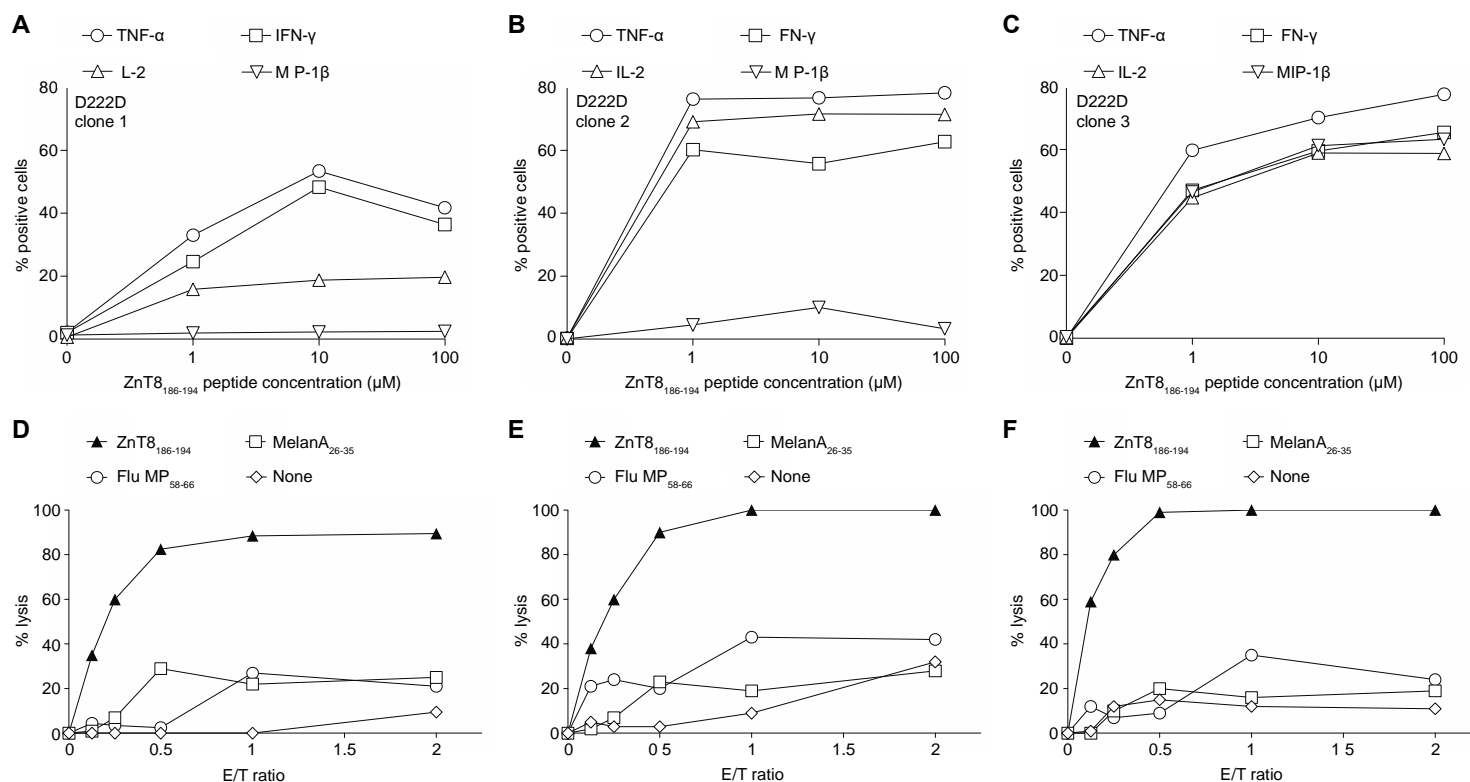 A
TNF-α IFN-γ
L-2 M P-1β
D222D
clone 1
% positive cells
80
60
40
20
0
0 1 10 100
ZnT8186-194 peptide concentration (µM)
B
TNF-α FN-γ
IL-2 M P-1β
D222D
clone 2
% positive cells
80
60
40
20
0
0 1 10 100
ZnT8186-194 peptide concentration (µM)
C
TNF-α FN-γ
IL-2 MIP-1β
D222D
clone 3
% positive cells
80
60
40
20
0
0 1 10 100
ZnT8186-194 peptide concentration (µM)
D
ZnT8186-194 MelanA26-35
Flu MP58-66 None
% lysis
100
80
60
40
20
0
0 0.5 1 1.5 2
E/T ratio
E
ZnT8186-194 MelanA26-35
Flu MP58-66 None
% lysis
100
80
60
40
20
0
0 0.5 1 1.5 2
E/T ratio
F
ZnT8186-194 MelanA26-35
Flu MP58-66 None
% lysis
100
80
60
40
20
0
0 0.5 1 1 5 2
E/T ratio